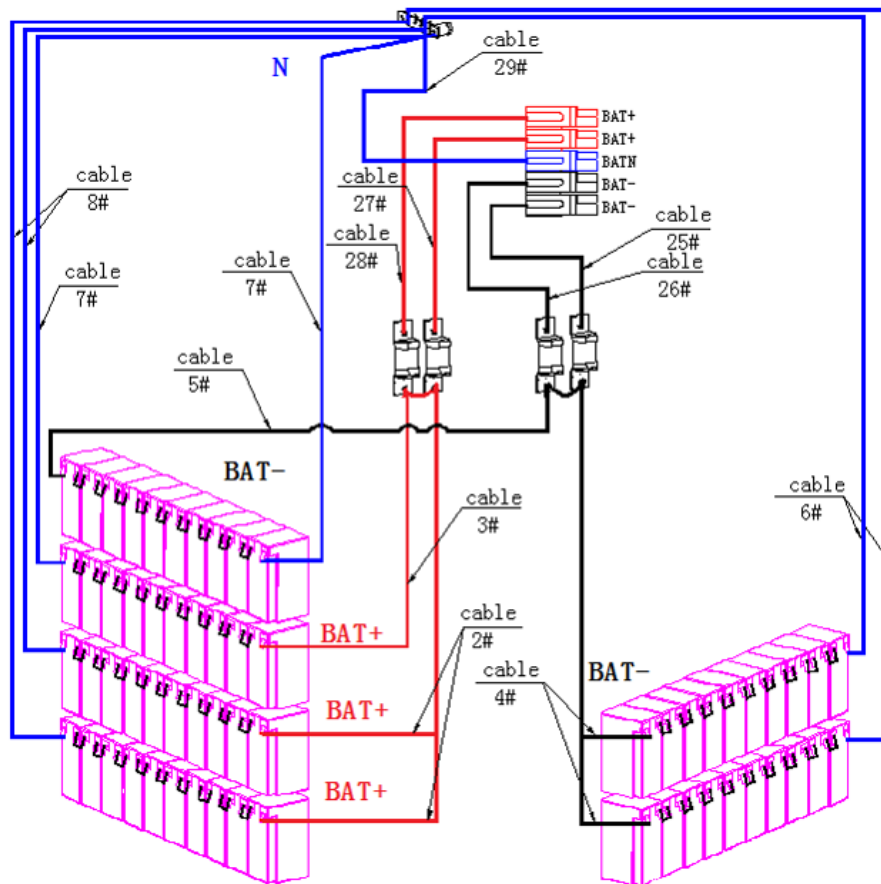 cable
29#
N
BAT+
BAT+
BATN
BAT-
BAT-
cable
8#
cable
27#
cable
28#
cable
25#
cable
26#
cable
7#
cable
7#
cable
5#
BAT-
cable
3#
cable
6#
BAT+
cable
2#
BAT-
cable
4#
BAT+
BAT+